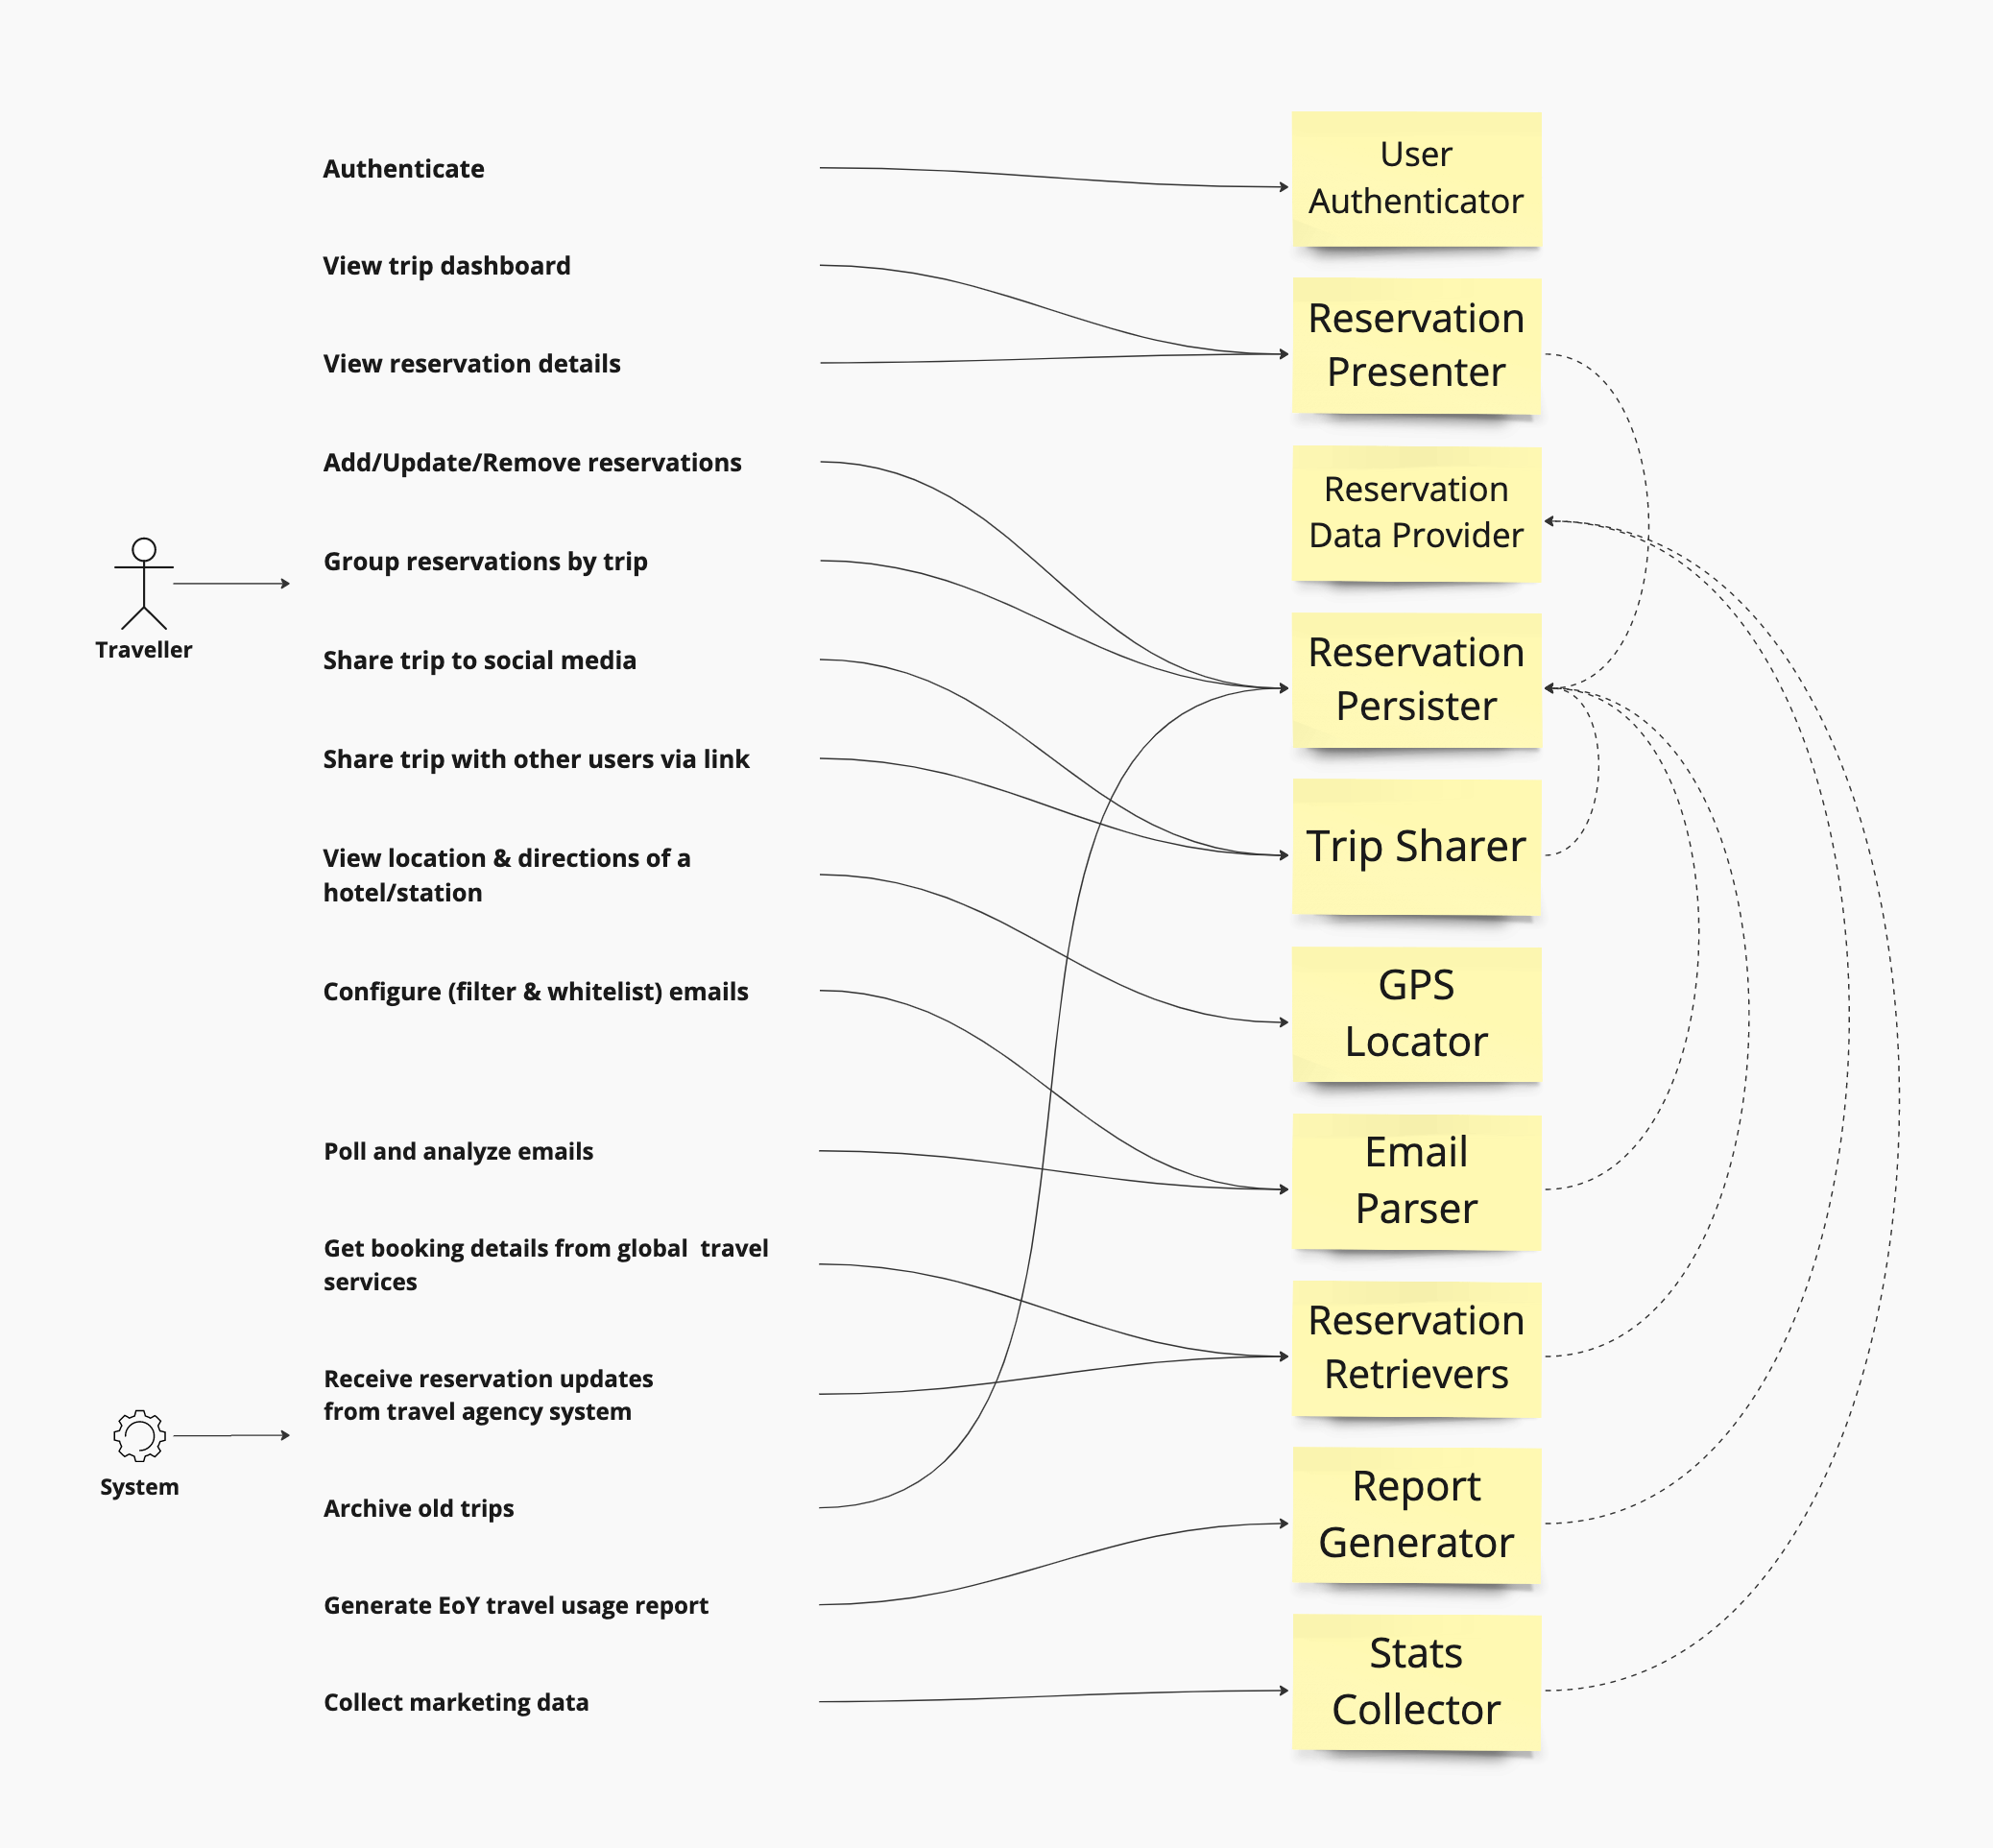 Authenticate
View trip dashboard
View reservation details
Add/Update/Remove reservations
Group reservations by trip
Share trip to social media
Share trip with other users via link
View location & directions of a
hotel/station
Configure (filter & whitelist) emails
Traveller
Poll and analyze emails
Get booking details from global  travel
services
Receive reservation updates
from travel agency system
Archive old trips
Generate EoY travel usage report
Collect marketing data
System
User
Authenticator
Reservation
Presenter
Reservation
Data Provider
Reservation
Persister
Trip Sharer
GPS
Locator
Email
Parser
Reservation
Retrievers
Report
Generator
Stats
Collector